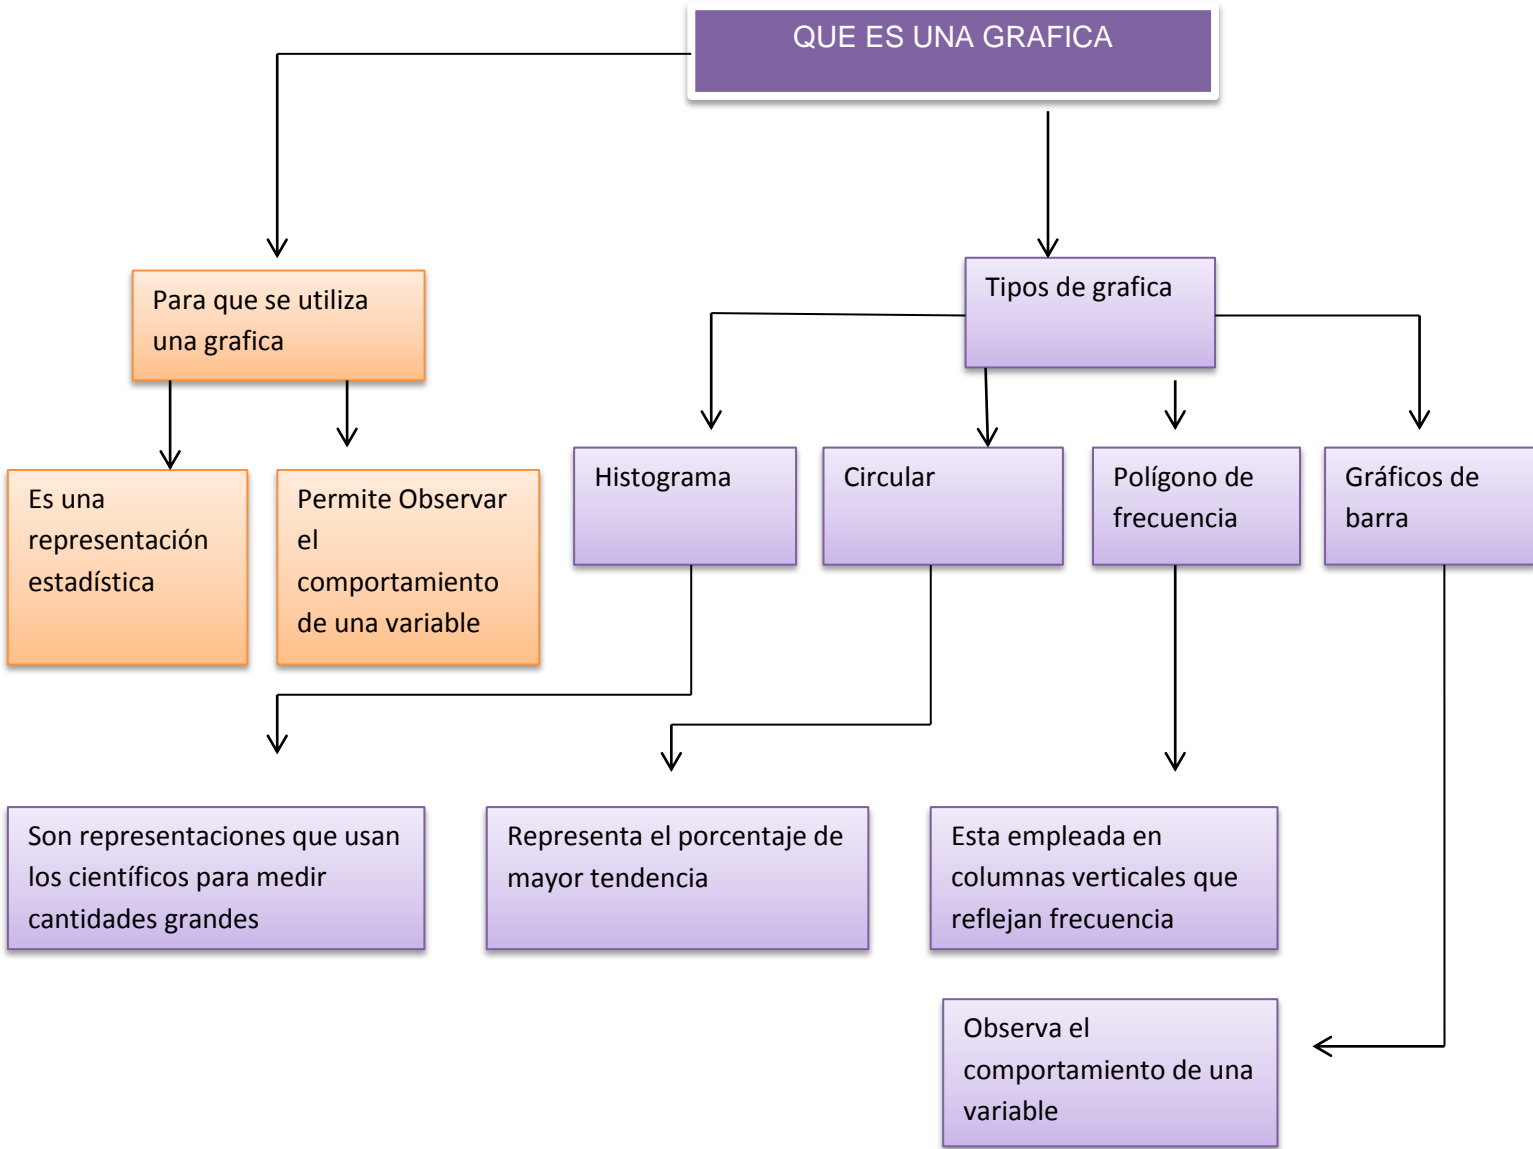 QUE ES UNA GRAFICA
Para que se utiliza
una grafica
Tipos de grafica
Es una
representación
estadística
Permite Observar
el
comportamiento
de una variable
Histograma
Circular
Polígono de
frecuencia
Gráficos de
barra
Son representaciones que usan
los científicos para medir
cantidades grandes
Representa el porcentaje de
mayor tendencia
Esta empleada en
columnas verticales que
reflejan frecuencia
Observa el
comportamiento de una
variable